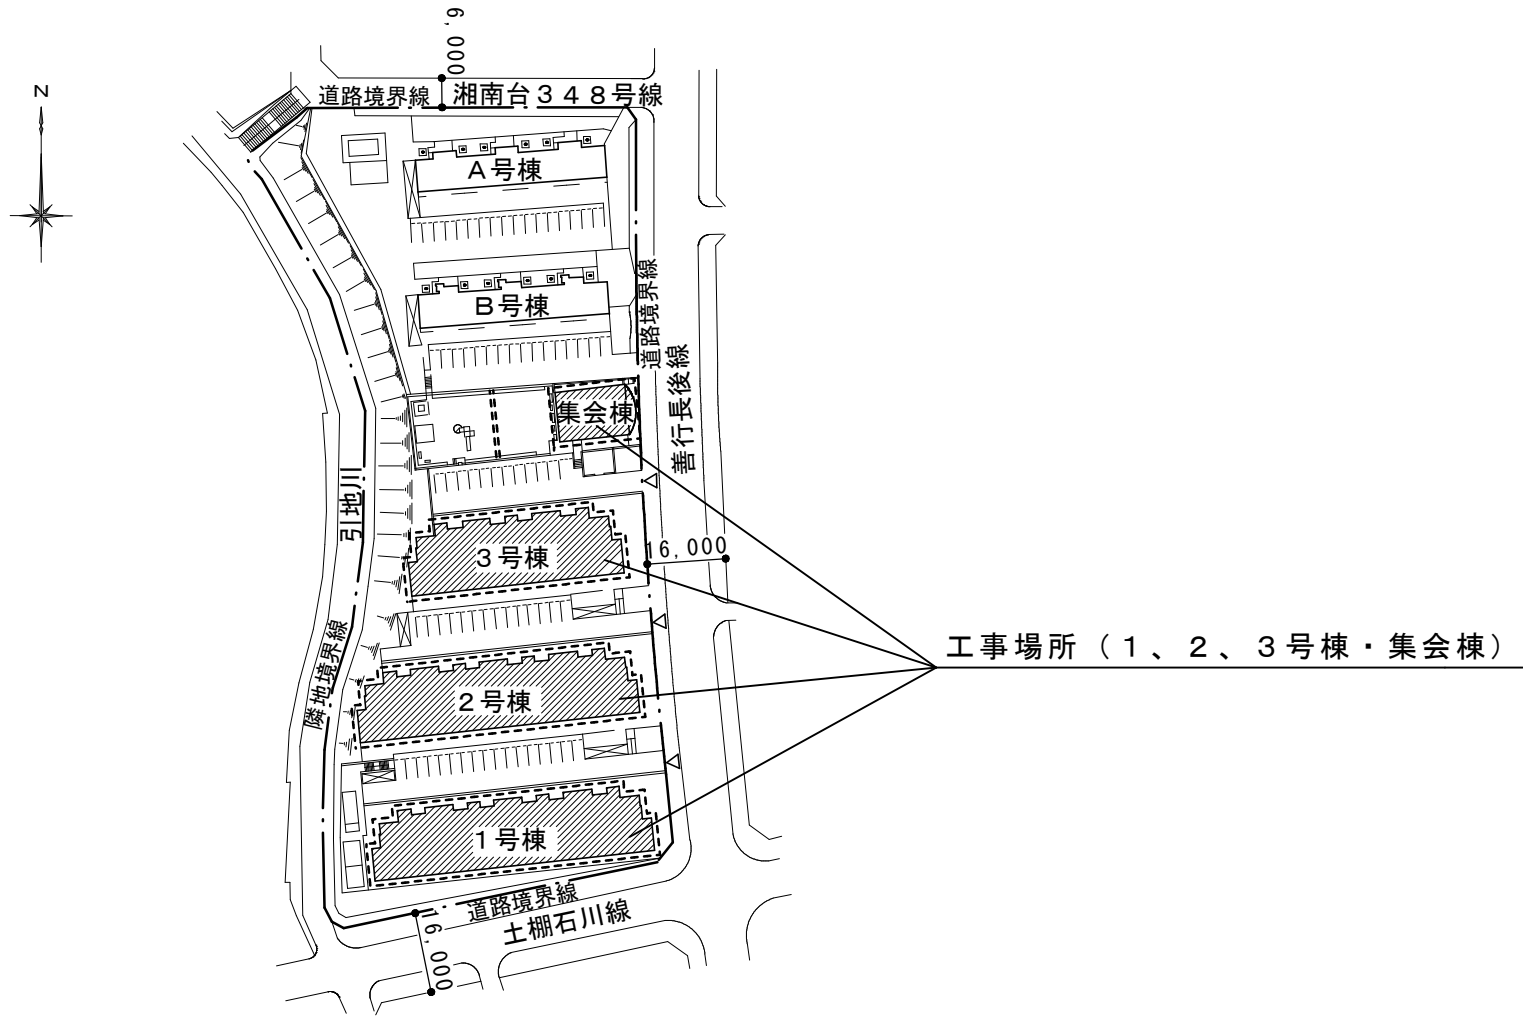 6,000
N
道路境界線
湘南台348号線
A号棟
B号棟
道路境界線
善行長後線
集会棟
引地川
3号棟
16,000
工事場所(1、2、3号棟・集会棟)
隣地境界線
2号棟
1号棟
道路境界線
土棚石川線
16,000